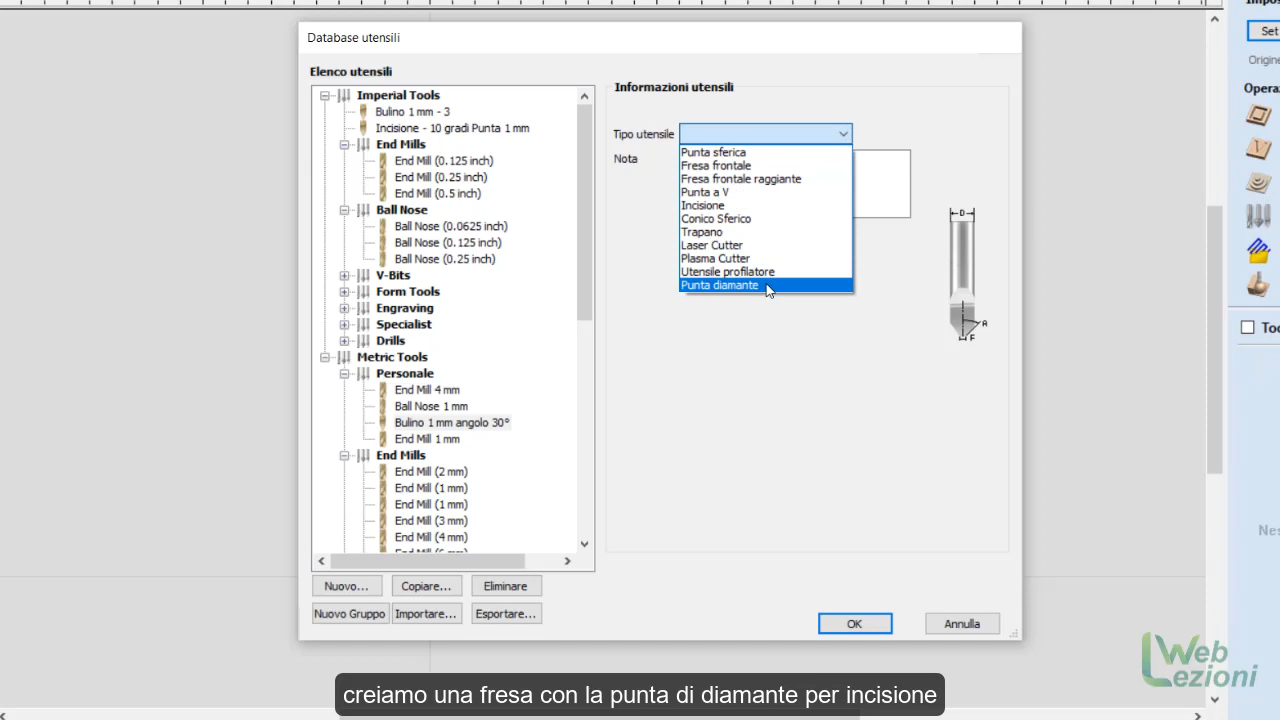 Database utensili
Elenco utensili
Imperial Tools
Bulino 1 mm - 3
Incisione - 10 gradi Punta 1 mm
End Mills
End Mill (0.125 inch)
End Mill (0.25 inch)
End Mill (0.5 inch)
Ball Nose
Ball Nose (0.0625 inch)
Ball Nose (0.125 inch)
Ball Nose (0.25 inch)
V-Bits
Form Tools
Engraving
Specialist
Drills
Metric Tools
Personale
End Mill 4 mm
Ball Nose 1 mm
Bulino 1 mm angolo 30°
End Mill 1 mm
End Mills
End Mill (2 mm)
End Mill (1 mm)
End Mill (1 mm)
End Mill (3 mm)
End Mill (4 mm)
Nuovo... Copiare... Eliminare
Nuovo Gruppo Importare... Esportare...
Informazioni utensili
Tipo utensile
Nota
Punta sferica
Fresa frontale
Fresa frontale raggiante
Punta a V
Incisione
Conico Sferico
Trapano
Laser Cutter
Plasma Cutter
Utensile profilatore
Punta diamante
D
A
F
OK Annulla
Set
Origine
Nes
Web
Lezioni
creiamo una fresa con la punta di diamante per incisione